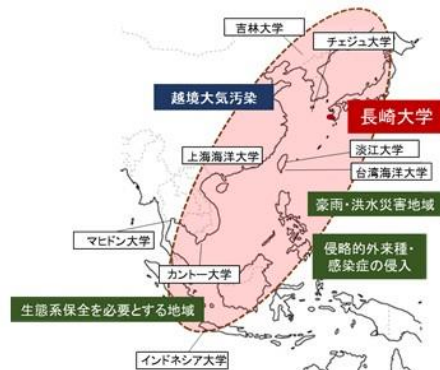 吉林大学
チェジュ大学
越境大気汚染
長崎大学
淡江大学
上海海洋大学
台湾海洋大学
豪雨・洪水災害地域
マヒドン大学
侵略的外来種・
感染症の侵入
カントー大学
生態系保全を必要とする地域
インドネシア大学